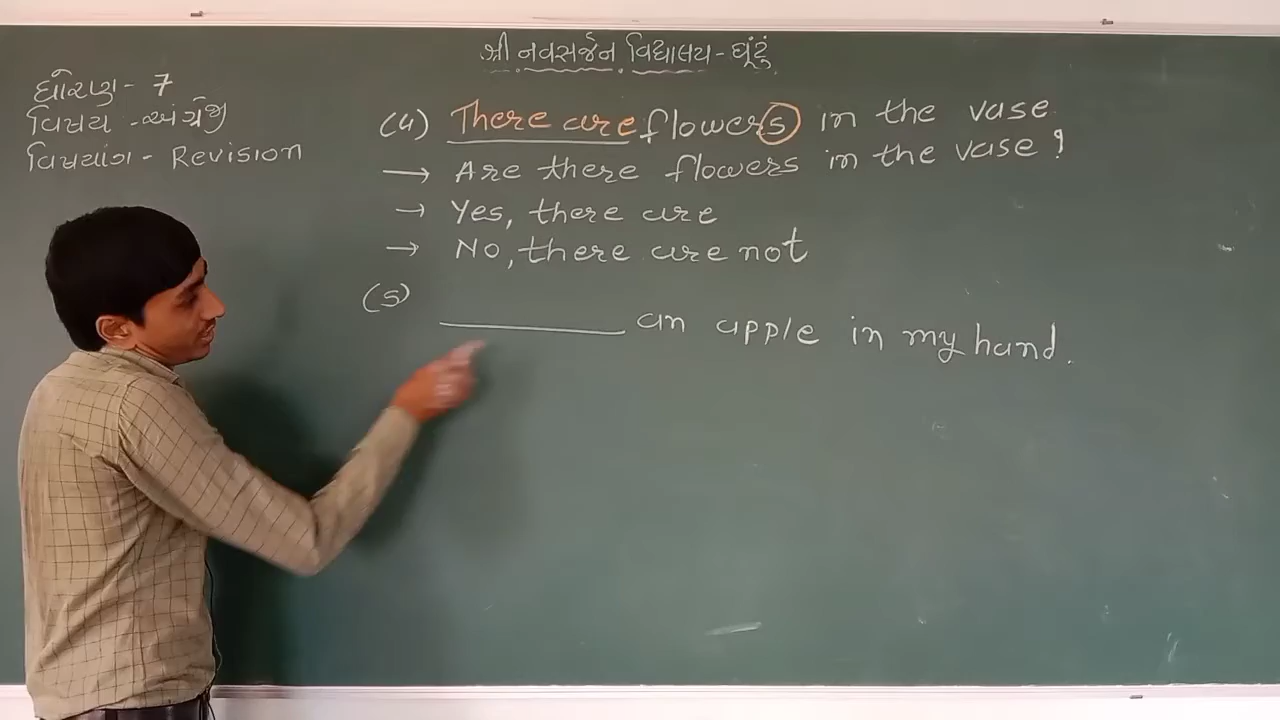 શ્રી નવસર્જન વિદ્યાલય - ઘૂંટું
ધોરણ - 7
વિષય - અંગ્રેજી
વિષયાંગ - Revision
(4) There are flowers in the vase
→ Are there flowers in the vase?
→ Yes, there are
→ No, there are not
(5) ________ an apple in my hand.